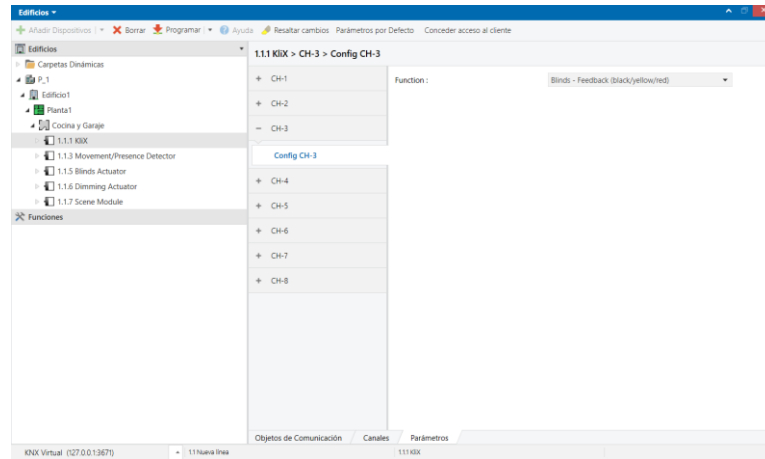 Edificios
Añadir Dispositivos Borrar Programar Ayuda Resaltar cambios Parámetros por Defecto Conceder acceso al cliente
Edificios
Carpetas Dinámicas
P_1
Edificio1
Planta1
Cocina y Garaje
1.1.1 KliX
1.1.3 Movement/Presence Detector
1.1.5 Blinds Actuator
1.1.6 Dimming Actuator
1.1.7 Scene Module
Funciones
1.1.1 KliX > CH-3 > Config CH-3
+ CH-1
+ CH-2
− CH-3
Config CH-3
+ CH-4
+ CH-5
+ CH-6
+ CH-7
+ CH-8
Function : Blinds - Feedback (black/yellow/red)
Objetos de Comunicación Canales Parámetros
KNX Virtual (127.0.0.1:3671) 1.1 Nueva línea 1.1.1 KliX